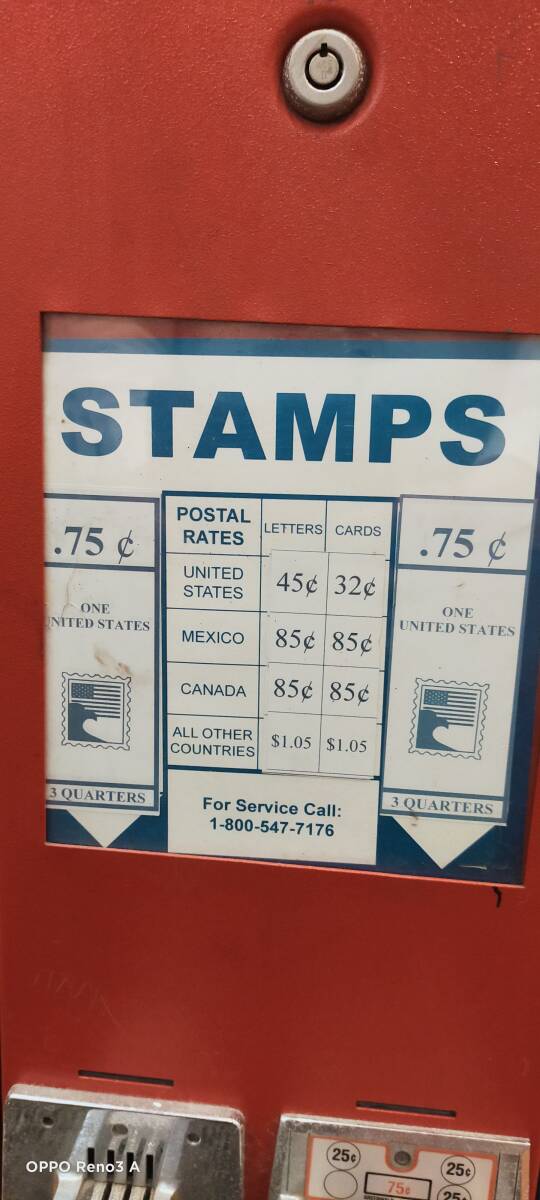 STAMPS
.75 ¢
ONE
UNITED STATES
3 QUARTERS
POSTAL RATES LETTERS CARDS
UNITED STATES 45¢ 32¢
MEXICO 85¢ 85¢
CANADA 85¢ 85¢
ALL OTHER COUNTRIES $1.05 $1.05
For Service Call:
1-800-547-7176
.75 ¢
ONE
UNITED STATES
3 QUARTERS
25¢
25¢
75¢
25¢
OPPO Reno3 A